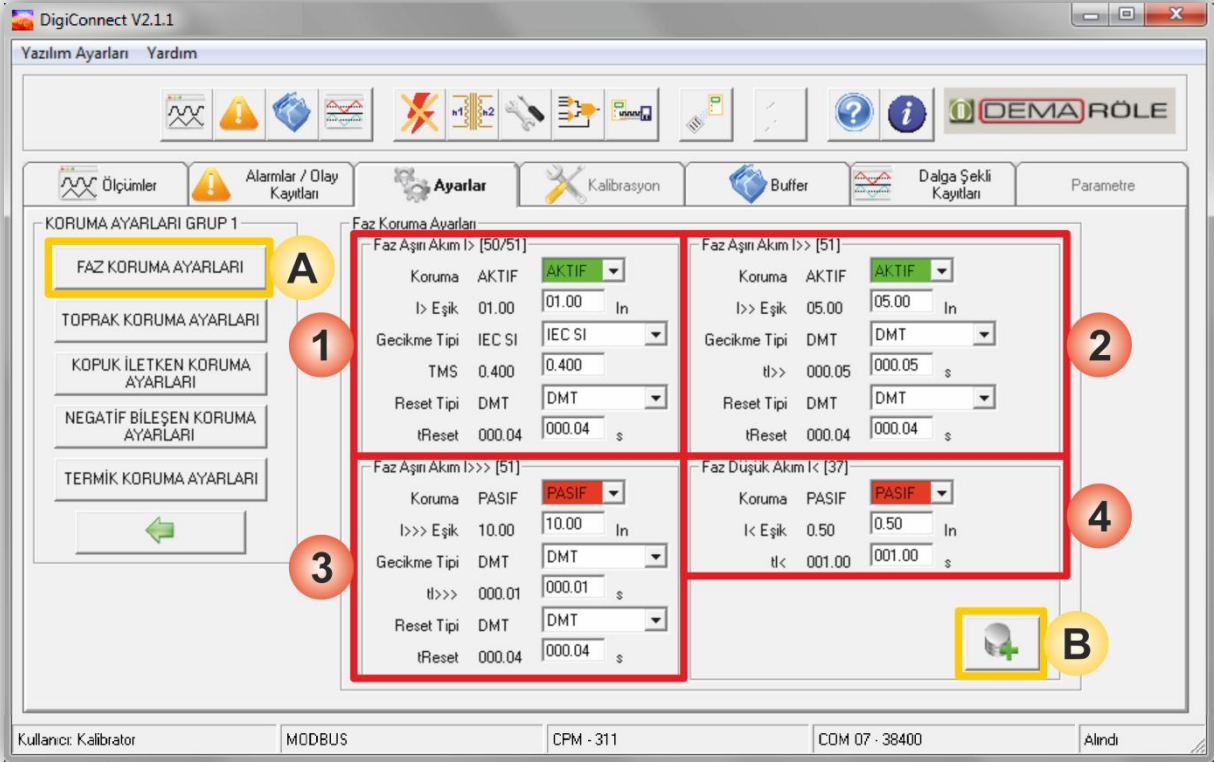 DigiConnect V2.1.1
Yazılım Ayarları Yardım
n1 n2
DEMA RÖLE
Ölçümler
Alarmlar / Olay
Kayıtları
Ayarlar
Kalibrasyon
Buffer
Dalga Şekli
Kayıtları
Parametre
KORUMA AYARLARI GRUP 1
FAZ KORUMA AYARLARI
A
TOPRAK KORUMA AYARLARI
KOPUK İLETKEN KORUMA
AYARLARI
NEGATİF BİLEŞEN KORUMA
AYARLARI
TERMİK KORUMA AYARLARI
Faz Koruma Ayarları
1
Faz Aşırı Akım I> [50/51]
Koruma AKTIF AKTIF
I> Eşik 01.00 01.00 In
Gecikme Tipi IEC SI IEC SI
TMS 0.400 0.400
Reset Tipi DMT DMT
tReset 000.04 000.04 s
2
Faz Aşırı Akım I>> [51]
Koruma AKTIF AKTIF
I>> Eşik 05.00 05.00 In
Gecikme Tipi DMT DMT
tI>> 000.05 000.05 s
Reset Tipi DMT DMT
tReset 000.04 000.04 s
3
Faz Aşırı Akım I>>> [51]
Koruma PASIF PASIF
I>>> Eşik 10.00 10.00 In
Gecikme Tipi DMT DMT
tI>>> 000.01 000.01 s
Reset Tipi DMT DMT
tReset 000.04 000.04 s
4
Faz Düşük Akım I< [37]
Koruma PASIF PASIF
I< Eşik 0.50 0.50 In
tI< 001.00 001.00 s
B
Kullanıcı: Kalibrator MODBUS CPM - 311 COM 07 - 38400 Alındı